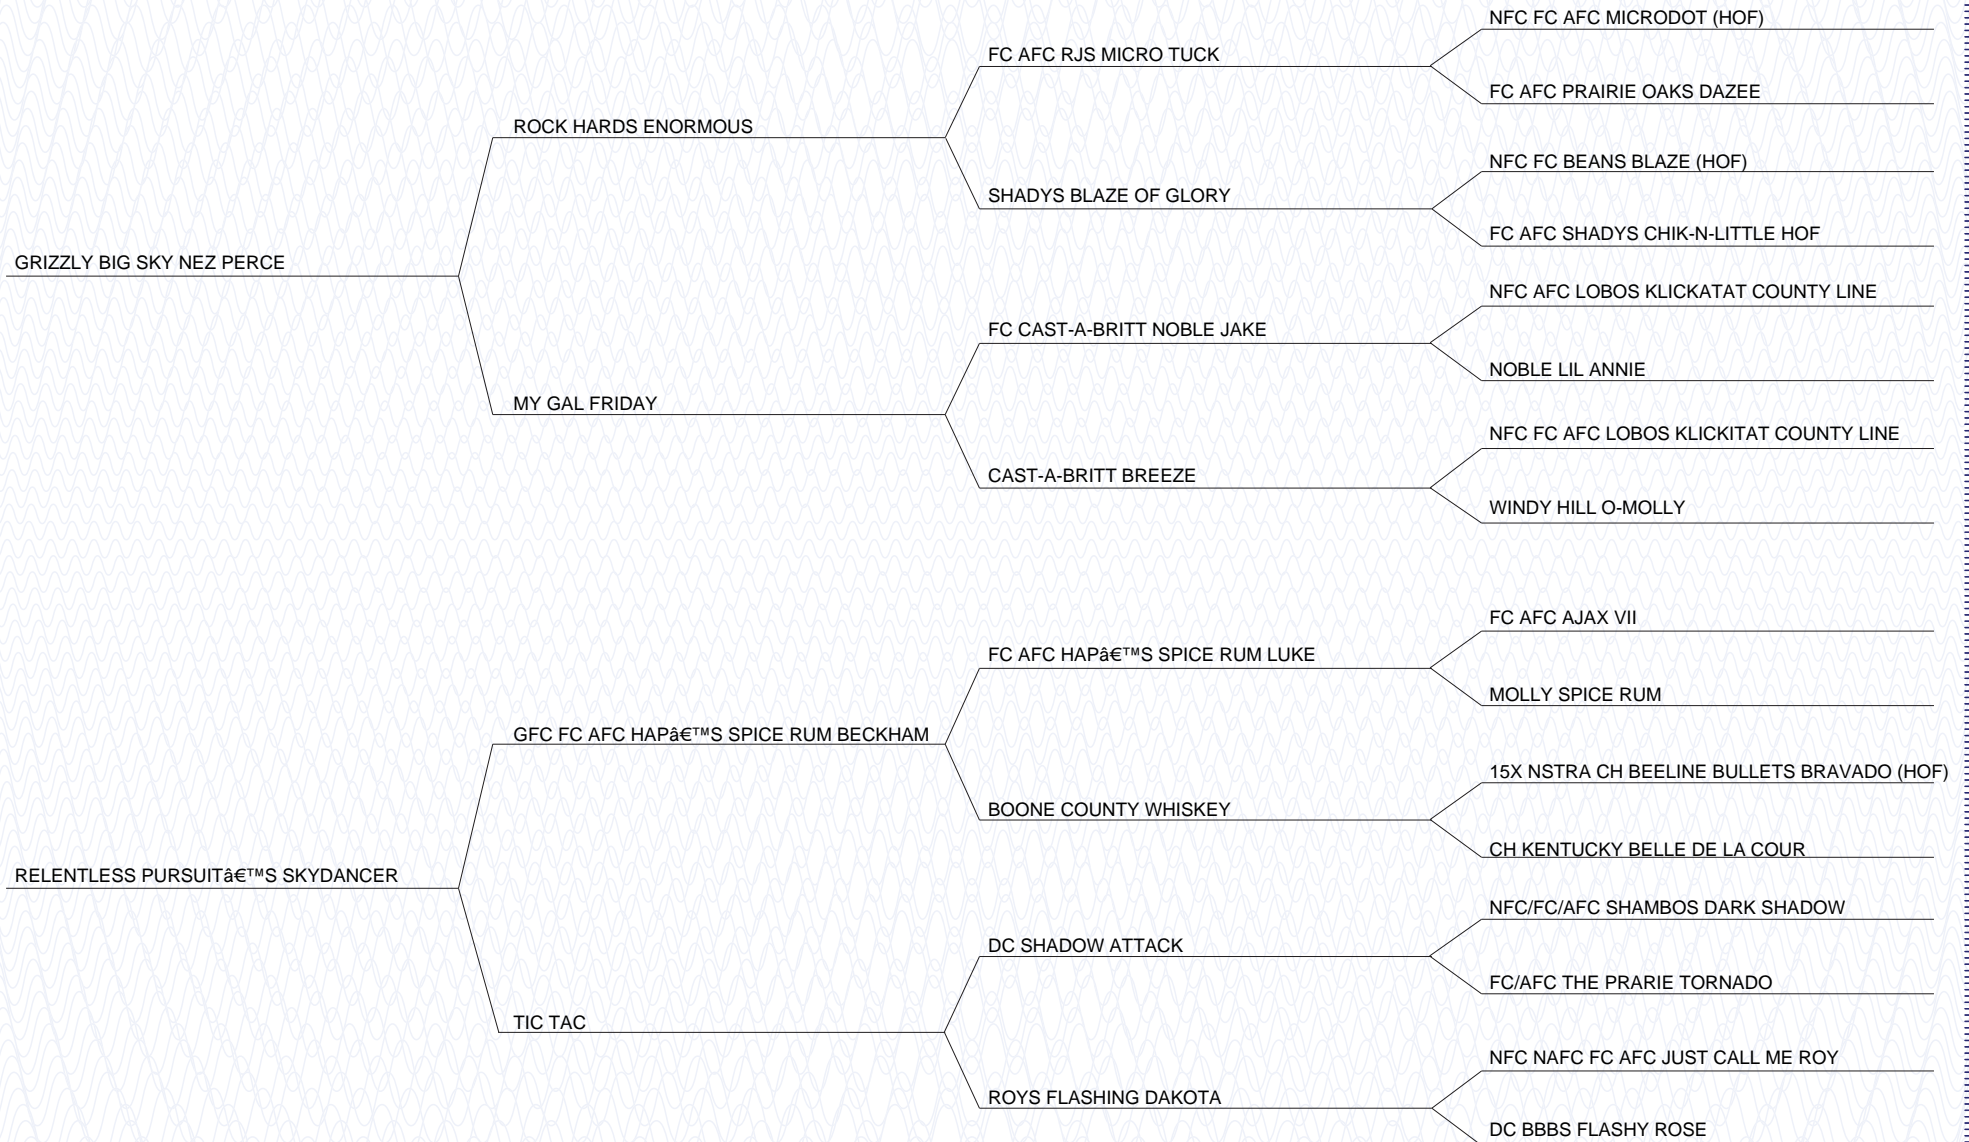 NFC FC AFC MICRODOT (HOF)
FC AFC RJS MICRO TUCK
FC AFC PRAIRIE OAKS DAZEE
ROCK HARDS ENORMOUS
NFC FC BEANS BLAZE (HOF)
SHADYS BLAZE OF GLORY
FC AFC SHADYS CHIK-N-LITTLE HOF
GRIZZLY BIG SKY NEZ PERCE
NFC AFC LOBOS KLICKATAT COUNTY LINE
FC CAST-A-BRITT NOBLE JAKE
NOBLE LIL ANNIE
MY GAL FRIDAY
NFC FC AFC LOBOS KLICKITAT COUNTY LINE
CAST-A-BRITT BREEZE
WINDY HILL O-MOLLY
FC AFC AJAX VII
FC AFC HAPâ€™S SPICE RUM LUKE
MOLLY SPICE RUM
GFC FC AFC HAPâ€™S SPICE RUM BECKHAM
15X NSTRA CH BEELINE BULLETS BRAVADO (HOF)
BOONE COUNTY WHISKEY
CH KENTUCKY BELLE DE LA COUR
RELENTLESS PURSUITâ€™S SKYDANCER
NFC/FC/AFC SHAMBOS DARK SHADOW
DC SHADOW ATTACK
FC/AFC THE PRARIE TORNADO
TIC TAC
NFC NAFC FC AFC JUST CALL ME ROY
ROYS FLASHING DAKOTA
DC BBBS FLASHY ROSE